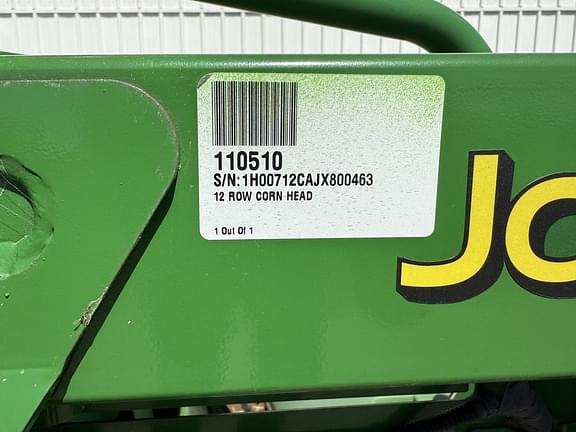 110510
S/N:1H00712CAJX800463
12 ROW CORN HEAD
1 Out Of 1
JO